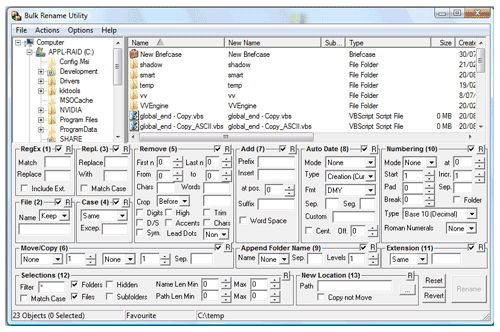 Bulk Rename Utility
File Actions Options Help
Computer
APPL-RAID (C:)
Config.Msi
Development
Drivers
kktools
MSOCache
NVIDIA
Program Files
ProgramData
SHARE
Name New Name Sub ... Type Size
New Briefcase New Briefcase Briefcase 30/07
shadow shadow File Folder 21/02
smart smart File Folder 20/08
temp temp File Folder 19/02
vv vv File Folder 8/07/
VVEngine VVEngine File Folder 20/08
global_end - Copy.vbs global_end - Copy.vbs VBScript Script File 0 MB 20/08
global_end - Copy_ASCII.vbs global_end - Copy_ASCII.vbs VBScript Script File 0 MB 20/08
RegEx (1) R
Match
Replace
Include Ext.
Repl. (3) R
Replace
With
Match Case
File (2) R
Name Keep
Case (4) R
Same
Excep.
Remove (5) R
First n 0 Last n 0
From 0 to 0
Chars Words
Crop Before
Digits High Trim
D/S Accents Chars
Sym. Lead Dots Non
Add (7) R
Prefix
Insert
at pos. 0
Suffix
Word Space
Auto Date (8) R
Mode None
Type Creation (Cur
Fmt DMY
Sep. Seg.
Custom
Cent. Off. 0
Numbering (10) R
Mode None at 0
Start 1 Incr. 1
Pad 0 Sep.
Break 0 Folder
Type Base 10 (Decimal)
Roman Numerals None
Move/Copy (6) R
None 1 None 1 Sep.
Append Folder Name (9) R
Name None Sep. Levels 1
Extension (11) R
Same
Selections (12) R
Filter * Folders Hidden Name Len Min 0 Max 0
Match Case Files Subfolders Path Len Min 0 Max 0
New Location (13) R
Path ...
Copy not Move
Reset
Revert
Rename
23 Objects (0 Selected) Favourite C:\temp